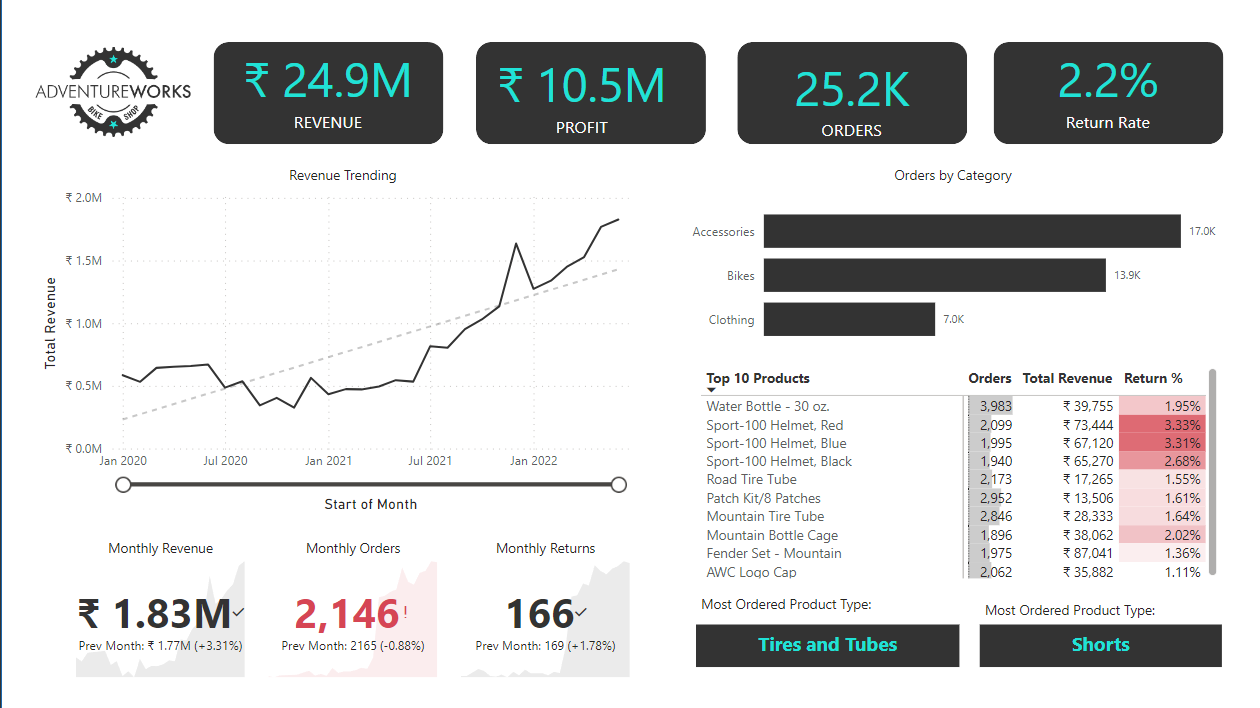 ADVENTUREWORKS
BIKE SHOP
₹ 24.9M
REVENUE
₹ 10.5M
PROFIT
25.2K
ORDERS
2.2%
Return Rate
Revenue Trending
Total Revenue
₹ 2.0M
₹ 1.5M
₹ 1.0M
₹ 0.5M
₹ 0.0M
Jan 2020 Jul 2020 Jan 2021 Jul 2021 Jan 2022
Start of Month
Orders by Category
Accessories 17.0K
Bikes 13.9K
Clothing 7.0K
Top 10 Products Orders Total Revenue Return %
Water Bottle - 30 oz. 3,983 ₹ 39,755 1.95%
Sport-100 Helmet, Red 2,099 ₹ 73,444 3.33%
Sport-100 Helmet, Blue 1,995 ₹ 67,120 3.31%
Sport-100 Helmet, Black 1,940 ₹ 65,270 2.68%
Road Tire Tube 2,173 ₹ 17,265 1.55%
Patch Kit/8 Patches 2,952 ₹ 13,506 1.61%
Mountain Tire Tube 2,846 ₹ 28,333 1.64%
Mountain Bottle Cage 1,896 ₹ 38,062 2.02%
Fender Set - Mountain 1,975 ₹ 87,041 1.36%
AWC Logo Cap 2,062 ₹ 35,882 1.11%
Monthly Revenue
₹ 1.83M
Prev Month: ₹ 1.77M (+3.31%)
Monthly Orders
2,146!
Prev Month: 2165 (-0.88%)
Monthly Returns
166
Prev Month: 169 (+1.78%)
Most Ordered Product Type:
Tires and Tubes
Most Ordered Product Type:
Shorts